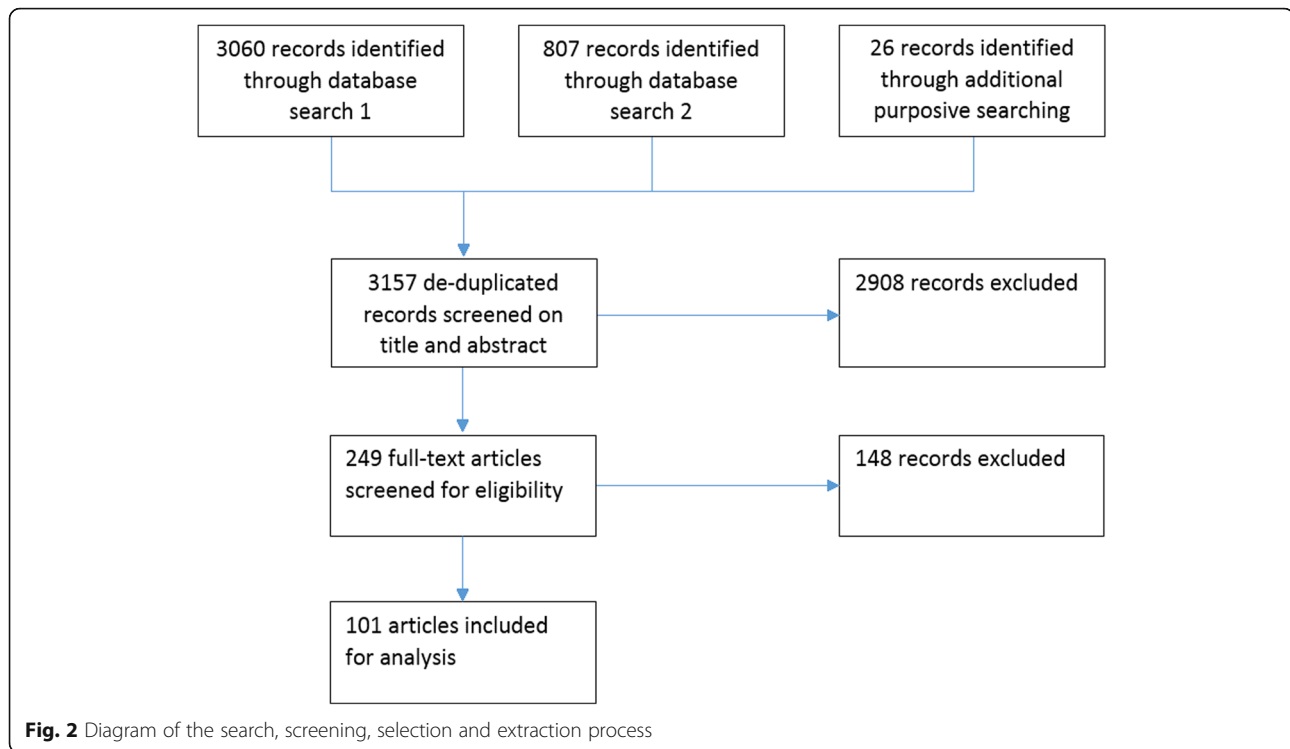 3060 records identified
through database
search 1
807 records identified
through database
search 2
26 records identified
through additional
purposive searching
3157 de-duplicated
records screened on
title and abstract
2908 records excluded
249 full-text articles
screened for eligibility
148 records excluded
101 articles included
for analysis
Fig. 2 Diagram of the search, screening, selection and extraction process